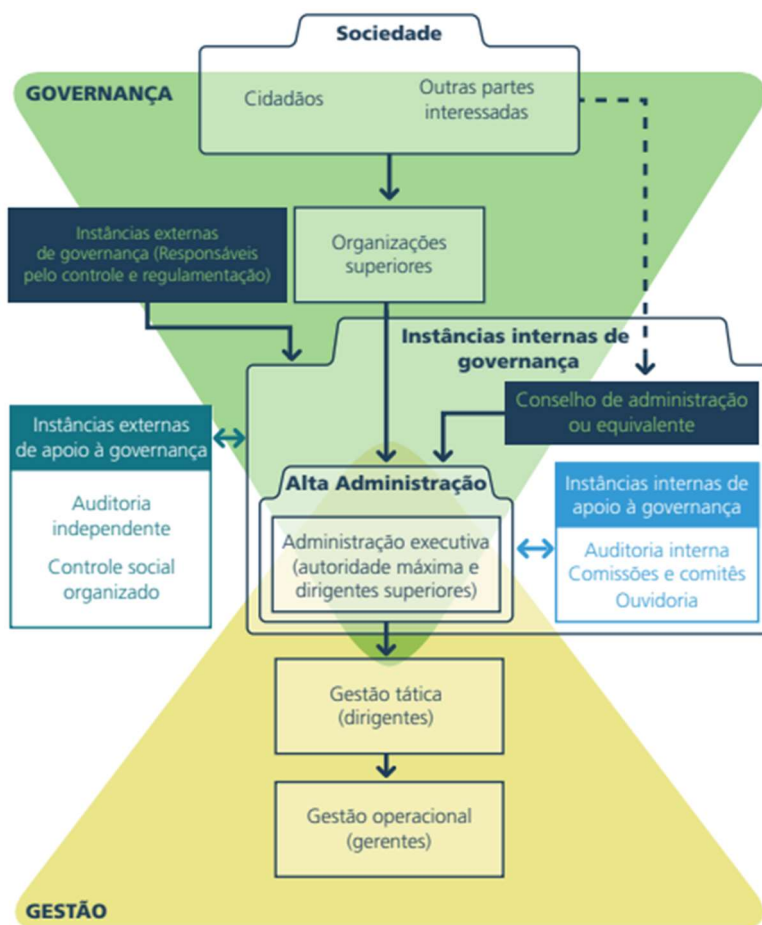 Sociedade
GOVERNANÇA
Cidadãos
Outras partes
interessadas
Instâncias externas
de governança (Responsáveis
pelo controle e regulamentação)
Organizações
superiores
Instâncias internas de
governança
Conselho de administração
ou equivalente
Instâncias externas
de apoio à governança
Auditoria
independente
Controle social
organizado
Alta Administração
Administração executiva
(autoridade máxima e
dirigentes superiores)
Instâncias internas de
apoio à governança
Auditoria interna
Comissões e comitês
Ouvidoria
Gestão tática
(dirigentes)
Gestão operacional
(gerentes)
GESTÃO